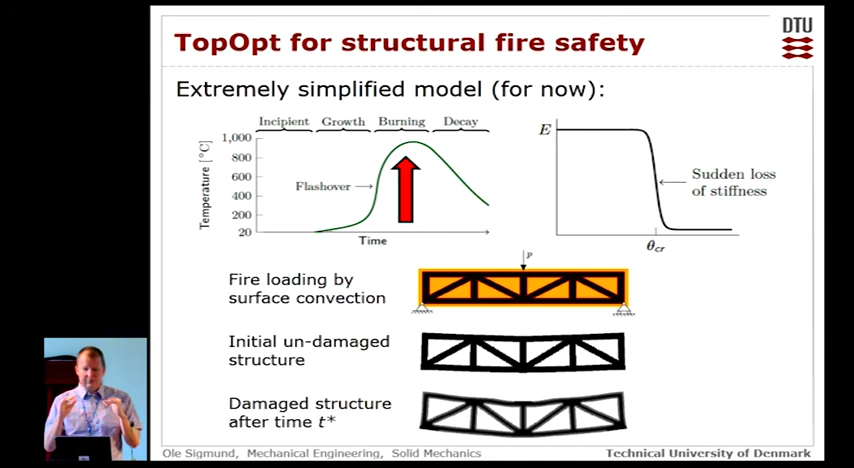 DTU
TopOpt for structural fire safety
Extremely simplified model (for now):
Incipient Growth Burning Decay
1,000
800
600
400
200
20
Temperature [°C]
Flashover
Time
E
Sudden loss
of stiffness
θcr
P
Fire loading by
surface convection
Initial un-damaged
structure
Damaged structure
after time t*
Ole Sigmund, Mechanical Engineering, Solid Mechanics
Technical University of Denmark